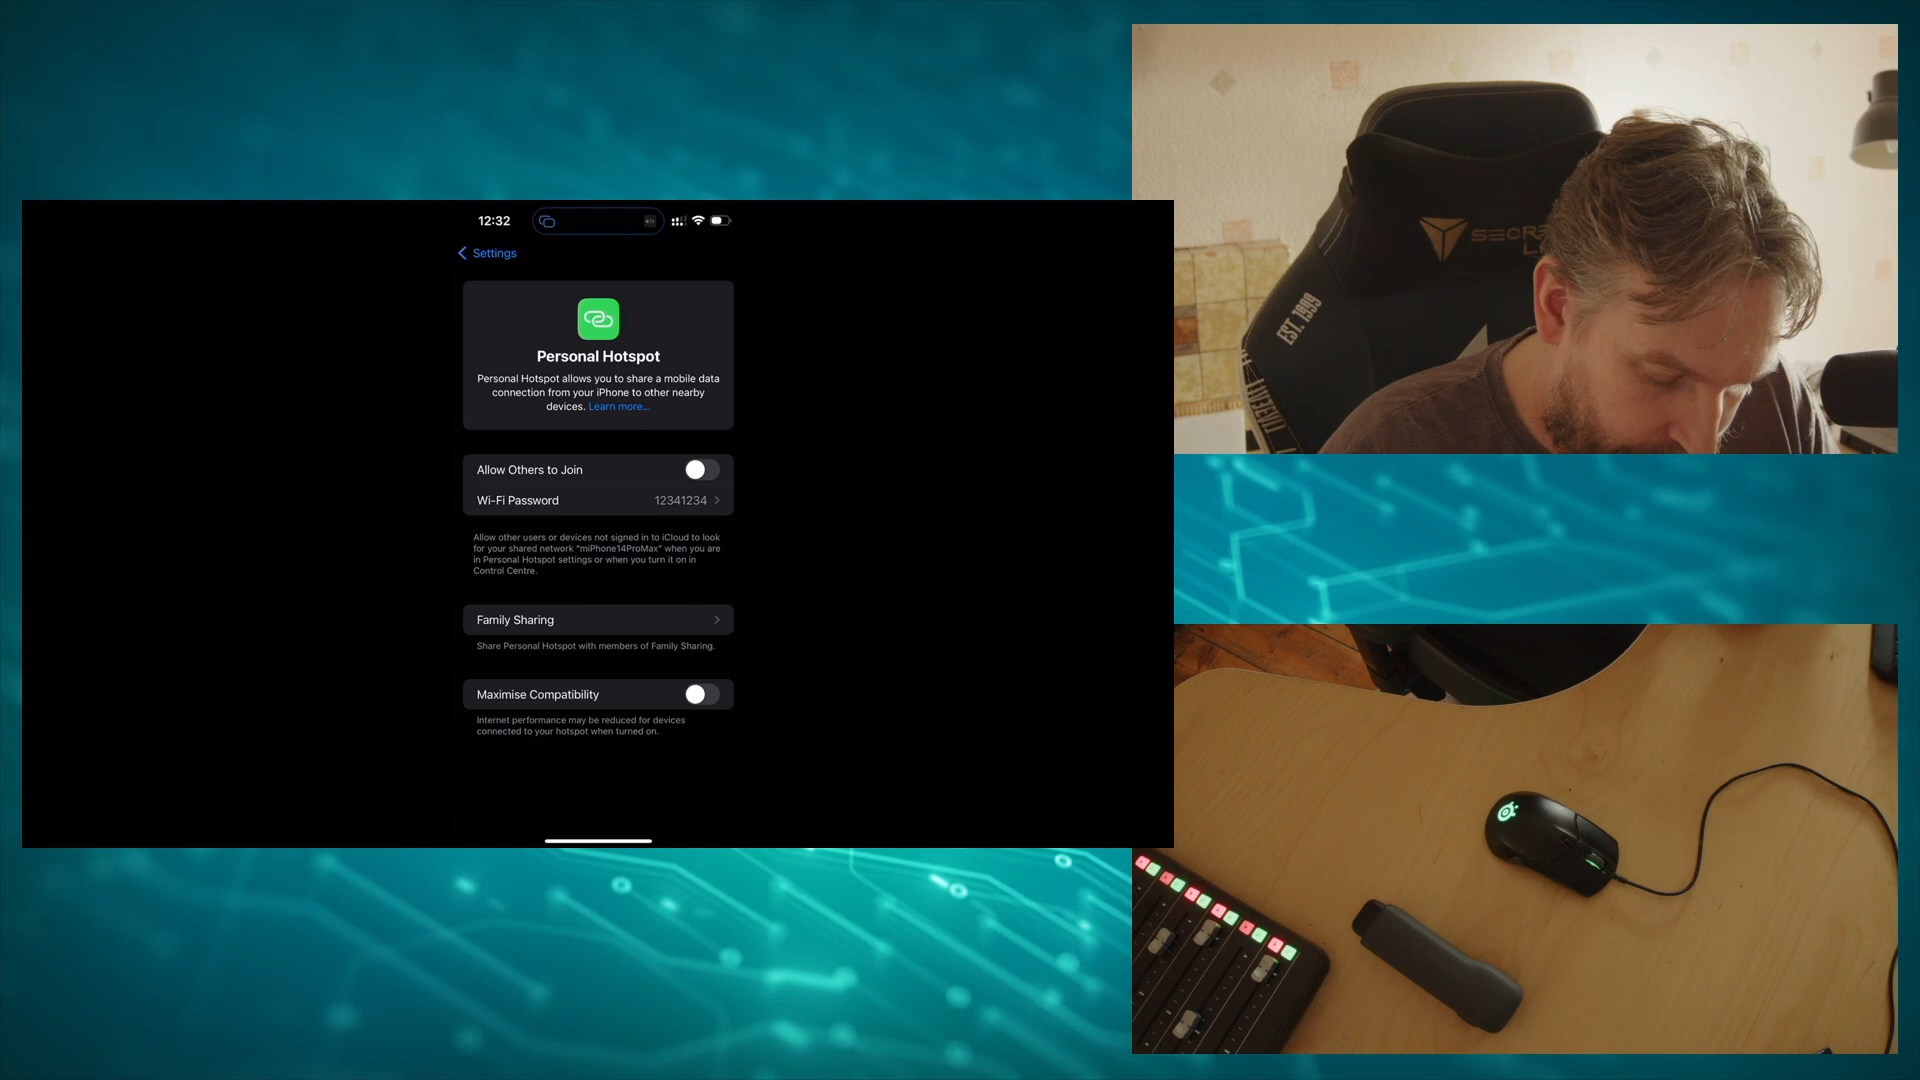 12:32
Settings
Personal Hotspot
Personal Hotspot allows you to share a mobile data
connection from your iPhone to other nearby
devices. Learn more...
Allow Others to Join
Wi-Fi Password 12341234
Allow other users or devices not signed in to iCloud to look
for your shared network “miPhone14ProMax” when you are
in Personal Hotspot settings or when you turn it on in
Control Centre.
Family Sharing
Share Personal Hotspot with members of Family Sharing.
Maximise Compatibility
Internet performance may be reduced for devices
connected to your hotspot when turned on.
SECRE
L
EST. 1999